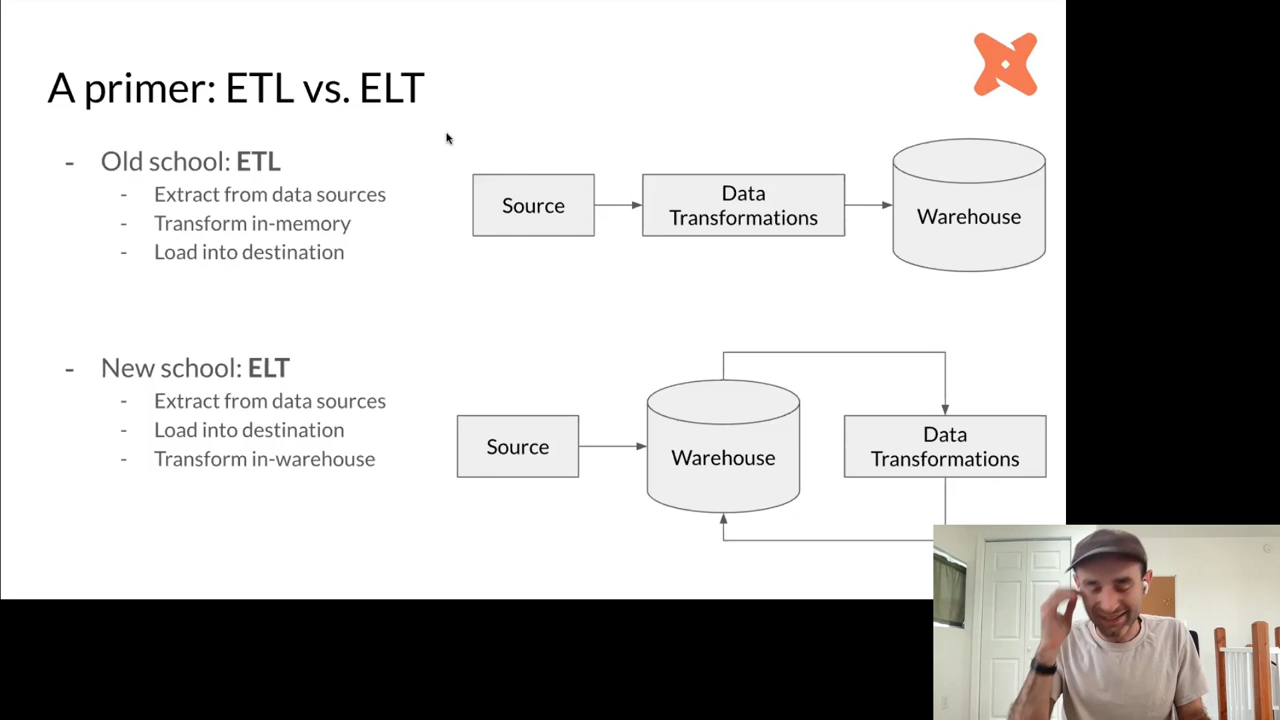 A primer: ETL vs. ELT
- Old school: ETL
- Extract from data sources
- Transform in-memory
- Load into destination
Source
Data
Transformations
Warehouse
- New school: ELT
- Extract from data sources
- Load into destination
- Transform in-warehouse
Source
Warehouse
Data
Transformations